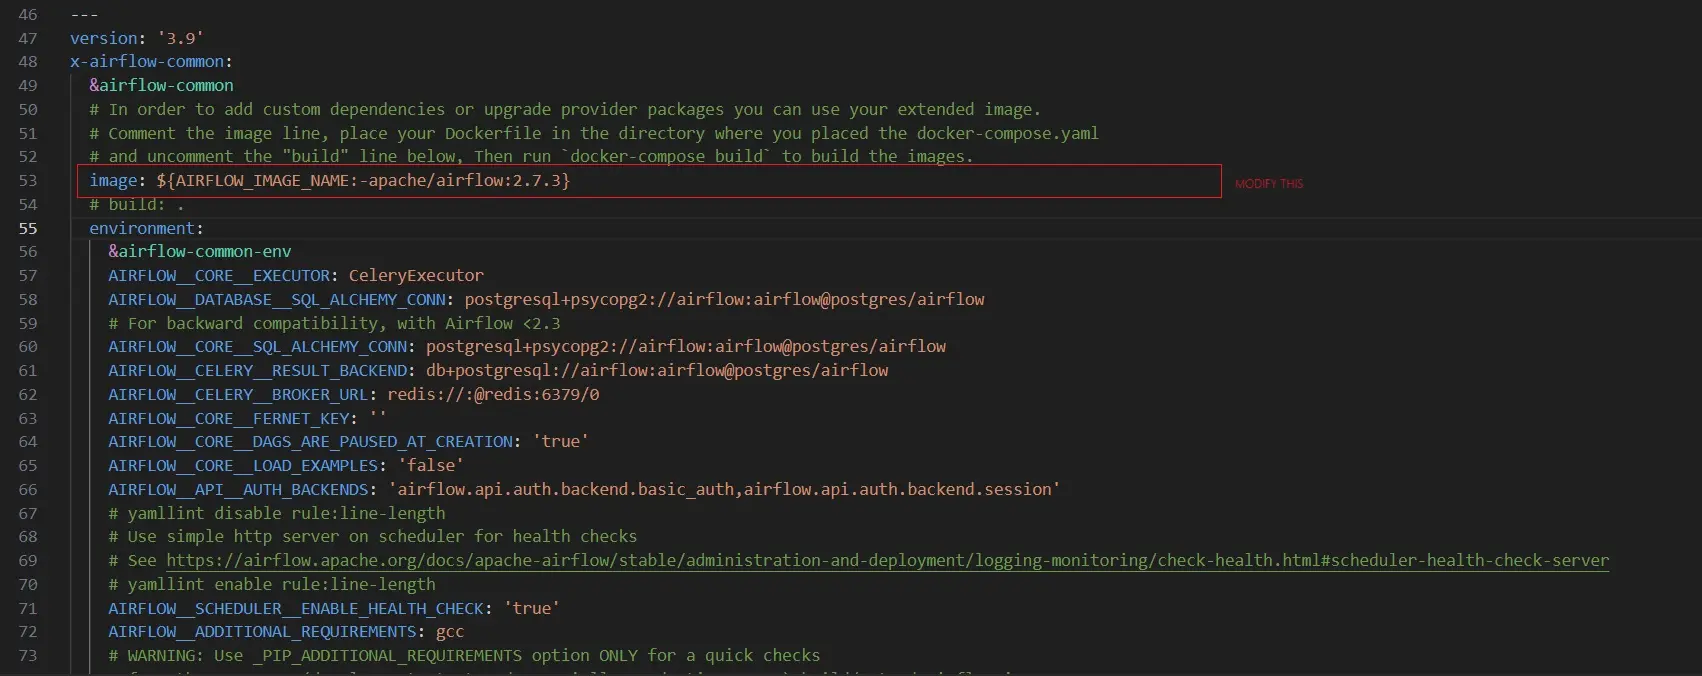 46 ---
47 version: '3.9'
48 x-airflow-common:
49 &airflow-common
50 # In order to add custom dependencies or upgrade provider packages you can use your extended image.
51 # Comment the image line, place your Dockerfile in the directory where you placed the docker-compose.yaml
52 # and uncomment the "build" line below, Then run `docker-compose build` to build the images.
53 image: ${AIRFLOW_IMAGE_NAME:-apache/airflow:2.7.3}
MODIFY THIS
54 # build: .
55 environment:
56 &airflow-common-env
57 AIRFLOW__CORE__EXECUTOR: CeleryExecutor
58 AIRFLOW__DATABASE__SQL_ALCHEMY_CONN: postgresql+psycopg2://airflow:airflow@postgres/airflow
59 # For backward compatibility, with Airflow <2.3
60 AIRFLOW__CORE__SQL_ALCHEMY_CONN: postgresql+psycopg2://airflow:airflow@postgres/airflow
61 AIRFLOW__CELERY__RESULT_BACKEND: db+postgresql://airflow:airflow@postgres/airflow
62 AIRFLOW__CELERY__BROKER_URL: redis://:@redis:6379/0
63 AIRFLOW__CORE__FERNET_KEY: ''
64 AIRFLOW__CORE__DAGS_ARE_PAUSED_AT_CREATION: 'true'
65 AIRFLOW__CORE__LOAD_EXAMPLES: 'false'
66 AIRFLOW__API__AUTH_BACKENDS: 'airflow.api.auth.backend.basic_auth,airflow.api.auth.backend.session'
67 # yamllint disable rule:line-length
68 # Use simple http server on scheduler for health checks
69 # See https://airflow.apache.org/docs/apache-airflow/stable/administration-and-deployment/logging-monitoring/check-health.html#scheduler-health-check-server
70 # yamllint enable rule:line-length
71 AIRFLOW__SCHEDULER__ENABLE_HEALTH_CHECK: 'true'
72 AIRFLOW__ADDITIONAL_REQUIREMENTS: gcc
73 # WARNING: Use _PIP_ADDITIONAL_REQUIREMENTS option ONLY for a quick checks